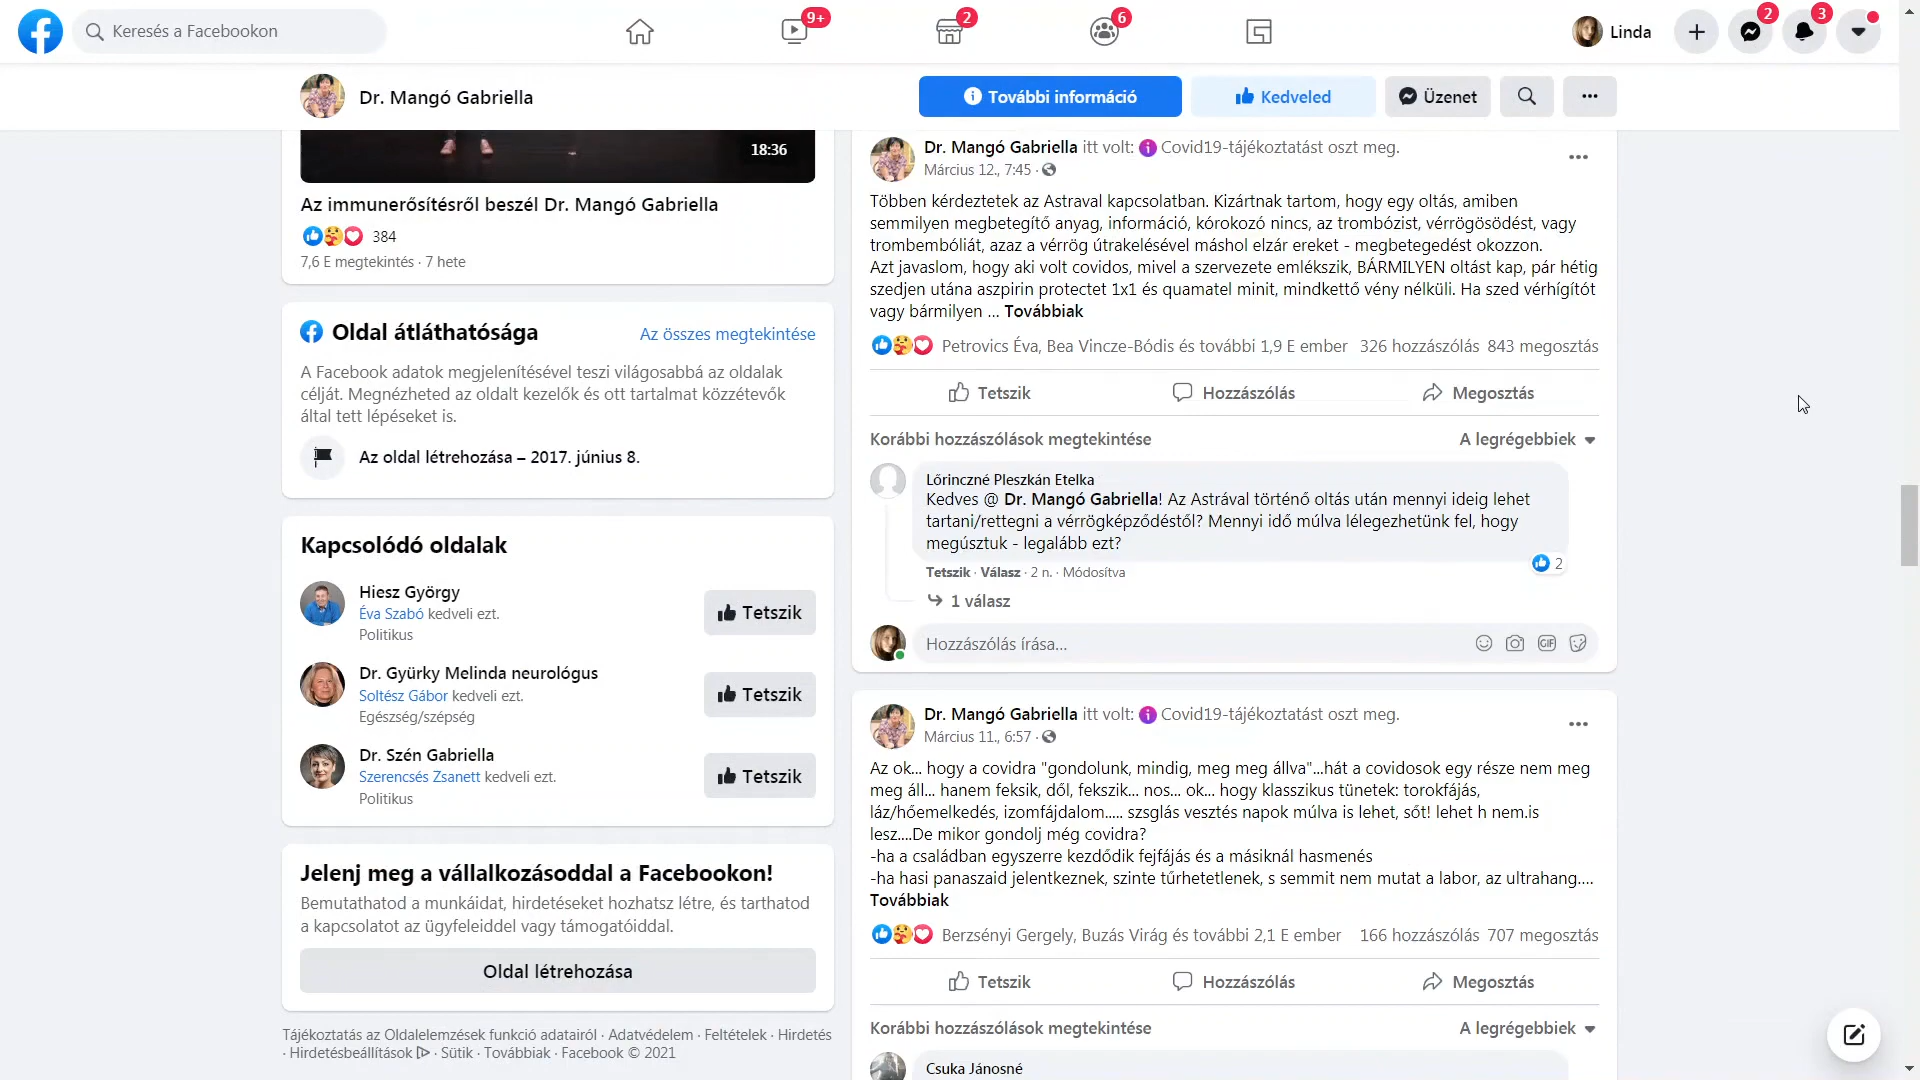 Keresés a Facebookon
9+
2
6
Linda
2
3
Dr. Mangó Gabriella
További információ
Kedveled
Üzenet
18:36
Az immunerősítésről beszél Dr. Mangó Gabriella
384
7,6 E megtekintés · 7 hete
Oldal átláthatósága
Az összes megtekintése
A Facebook adatok megjelenítésével teszi világosabbá az oldalak
célját. Megnézheted az oldalt kezelők és ott tartalmat közzétevők
által tett lépéseket is.
Az oldal létrehozása – 2017. június 8.
Kapcsolódó oldalak
Hiesz György
Éva Szabó kedveli ezt.
Politikus
Tetszik
Dr. Gyürky Melinda neurológus
Soltész Gábor kedveli ezt.
Egészség/szépség
Tetszik
Dr. Szén Gabriella
Szerencsés Zsanett kedveli ezt.
Politikus
Tetszik
Jelenj meg a vállalkozásoddal a Facebookon!
Bemutathatod a munkáidat, hirdetéseket hozhatsz létre, és tarthatod
a kapcsolatot az ügyfeleiddel vagy támogatóiddal.
Oldal létrehozása
Tájékoztatás az Oldalelemzések funkció adatairól · Adatvédelem · Feltételek · Hirdetés
· Hirdetésbeállítások · Sütik · Továbbiak · Facebook © 2021
Dr. Mangó Gabriella itt volt: Covid19-tájékoztatást oszt meg.
Március 12., 7:45 ·
Többen kérdeztetek az Astraval kapcsolatban. Kizártnak tartom, hogy egy oltás, amiben
semmilyen megbetegítő anyag, információ, kórokozó nincs, az trombózist, vérrögösödést, vagy
trombembóliát, azaz a vérrög útrakelésével máshol elzár ereket - megbetegedést okozzon.
Azt javaslom, hogy aki volt covidos, mivel a szervezete emlékszik, BÁRMILYEN oltást kap, pár hétig
szedjen utána aszpirin protectet 1x1 és quamatel minit, mindkettő vény nélküli. Ha szed vérhígítót
vagy bármilyen ... Továbbiak
Petrovics Éva, Bea Vincze-Bódis és további 1,9 E ember 326 hozzászólás 843 megosztás
Tetszik Hozzászólás Megosztás
Korábbi hozzászólások megtekintése A legrégebbiek
Lőrinczné Pleszkán Etelka
Kedves @ Dr. Mangó Gabriella! Az Astrával történő oltás után mennyi ideig lehet
tartani/rettegni a vérrögképződéstől? Mennyi idő múlva lélegezhetünk fel, hogy
megúsztuk - legalább ezt?
2
Tetszik · Válasz · 2 n. · Módosítva
1 válasz
Hozzászólás írása...
GIF
Dr. Mangó Gabriella itt volt: Covid19-tájékoztatást oszt meg.
Március 11., 6:57 ·
Az ok... hogy a covidra "gondolunk, mindig, meg meg állva"...hát a covidosok egy része nem meg
meg áll... hanem feksik, dől, fekszik... nos... ok... hogy klasszikus tünetek: torokfájás,
láz/hőemelkedés, izomfájdalom..... szsglás vesztés napok múlva is lehet, sőt! lehet h nem.is
lesz....De mikor gondolj még covidra?
-ha a családban egyszerre kezdődik fejfájás és a másiknál hasmenés
-ha hasi panaszaid jelentkeznek, szinte tűrhetetlenek, s semmit nem mutat a labor, az ultrahang....
Továbbiak
Berzsényi Gergely, Buzás Virág és további 2,1 E ember 166 hozzászólás 707 megosztás
Tetszik Hozzászólás Megosztás
Korábbi hozzászólások megtekintése A legrégebbiek
Csuka Jánosné